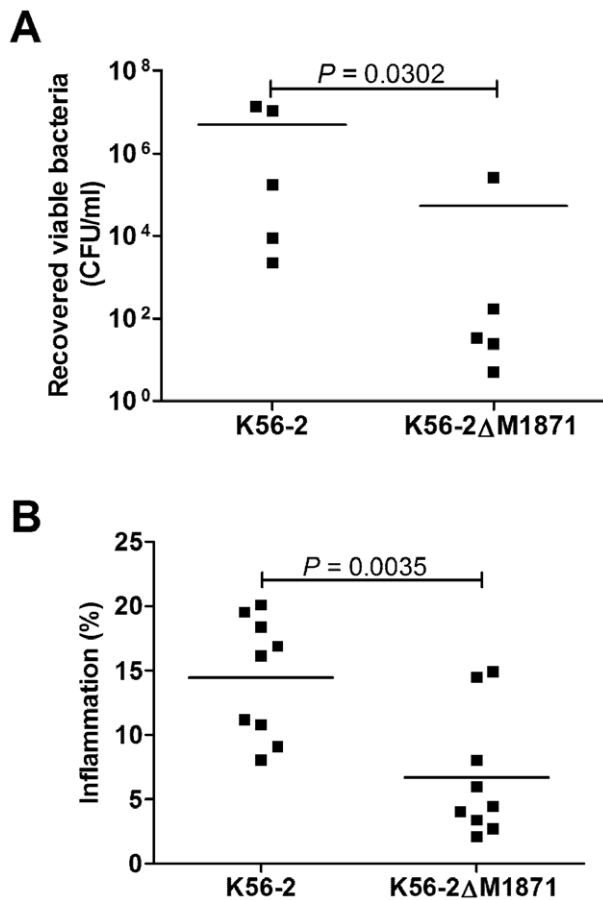 A
Recovered viable bacteria
(CFU/ml)
10⁸
10⁶
10⁴
10²
10⁰
P = 0.0302
K56-2
K56-2ΔM1871
B
Inflammation (%)
25
20
15
10
5
0
P = 0.0035
K56-2
K56-2ΔM1871